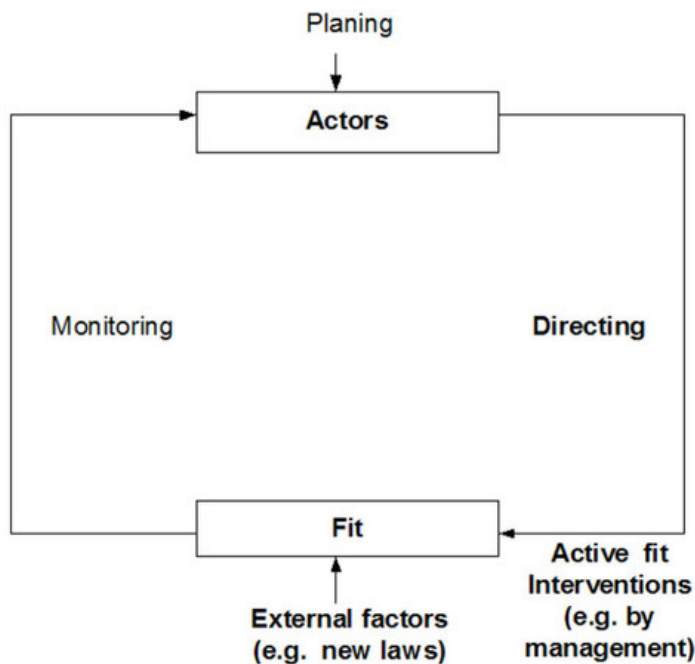 Planing
Actors
Monitoring
Directing
Fit
Active fit
Interventions
(e.g. by
management)
External factors
(e.g. new laws)